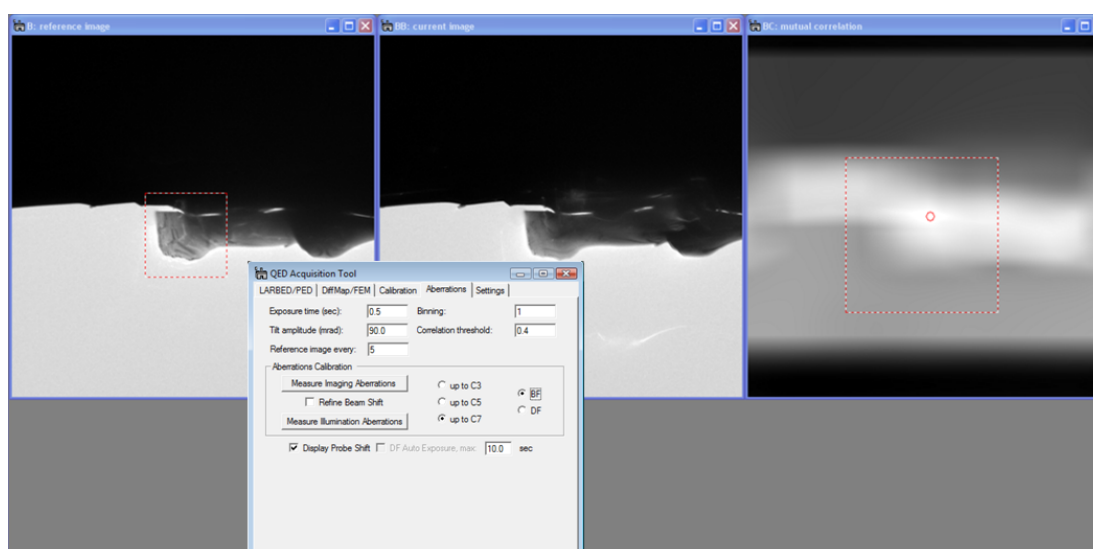 B: reference image
BB: current image
BC: mutual correlation
QED Acquisition Tool
LARBED/PED DiffMap/FEM Calibration Aberrations Settings
Exposure time (sec): 0.5 Binning: 1
Tilt amplitude (mrad): 90.0 Correlation threshold: 0.4
Reference image every: 5
Aberrations Calibration
Measure Imaging Aberrations
up to C3
BF
Refine Beam Shift
up to C5
DF
Measure Illumination Aberrations
up to C7
Display Probe Shift DF Auto Exposure, max: 10.0 sec